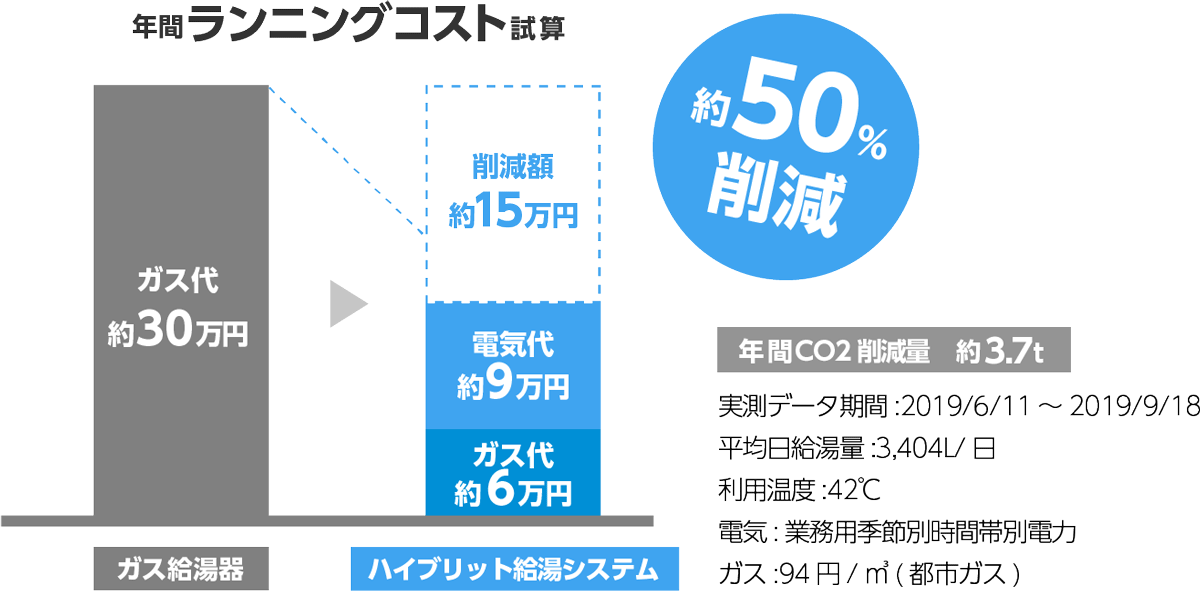 年間ランニングコスト試算
約50%
削減
削減額
約15万円
ガス代
約30万円
電気代
約9万円
ガス代
約6万円
ガス給湯器
ハイブリット給湯システム
年間CO2削減量 約3.7t
実測データ期間:2019/6/11～2019/9/18
平均日給湯量:3,404L/日
利用温度:42℃
電気:業務用季節別時間帯別電力
ガス:94円/㎥(都市ガス)